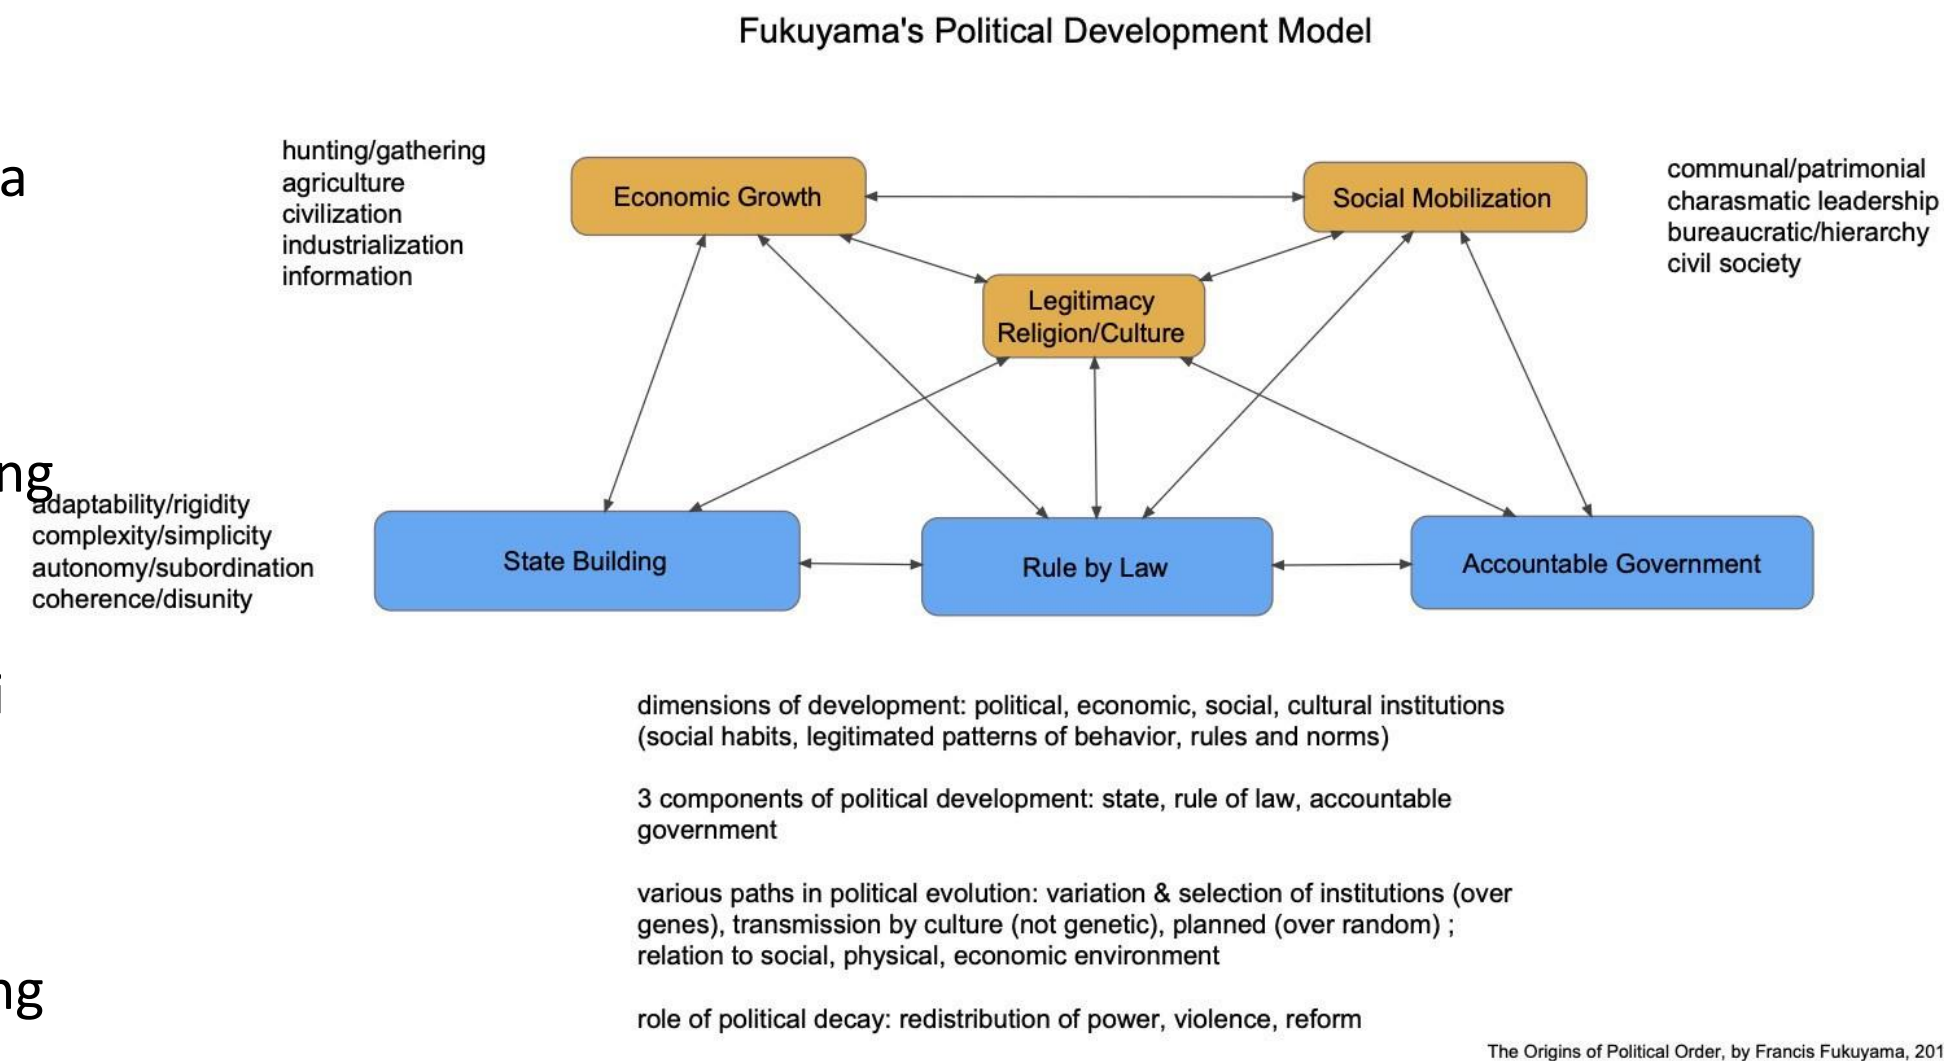 Fukuyama's Political Development Model
a
hunting/gathering
agriculture
civilization
industrialization
information
Economic Growth
Social Mobilization
communal/patrimonial
charasmatic leadership
bureaucratic/hierarchy
civil society
Legitimacy
Religion/Culture
ng
adaptability/rigidity
complexity/simplicity
autonomy/subordination
coherence/disunity
State Building
Rule by Law
Accountable Government
i
dimensions of development: political, economic, social, cultural institutions
(social habits, legitimated patterns of behavior, rules and norms)
3 components of political development: state, rule of law, accountable
government
various paths in political evolution: variation & selection of institutions (over
genes), transmission by culture (not genetic), planned (over random) ;
relation to social, physical, economic environment
ng
role of political decay: redistribution of power, violence, reform
The Origins of Political Order, by Francis Fukuyama, 201